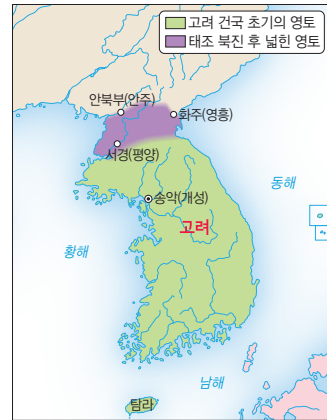 고려 건국 초기의 영토
태조 북진 후 넓힌 영토
안북부(안주)
화주(영흥)
서경(평양)
동해
송악(개성)
고려
황해
남해
탐라